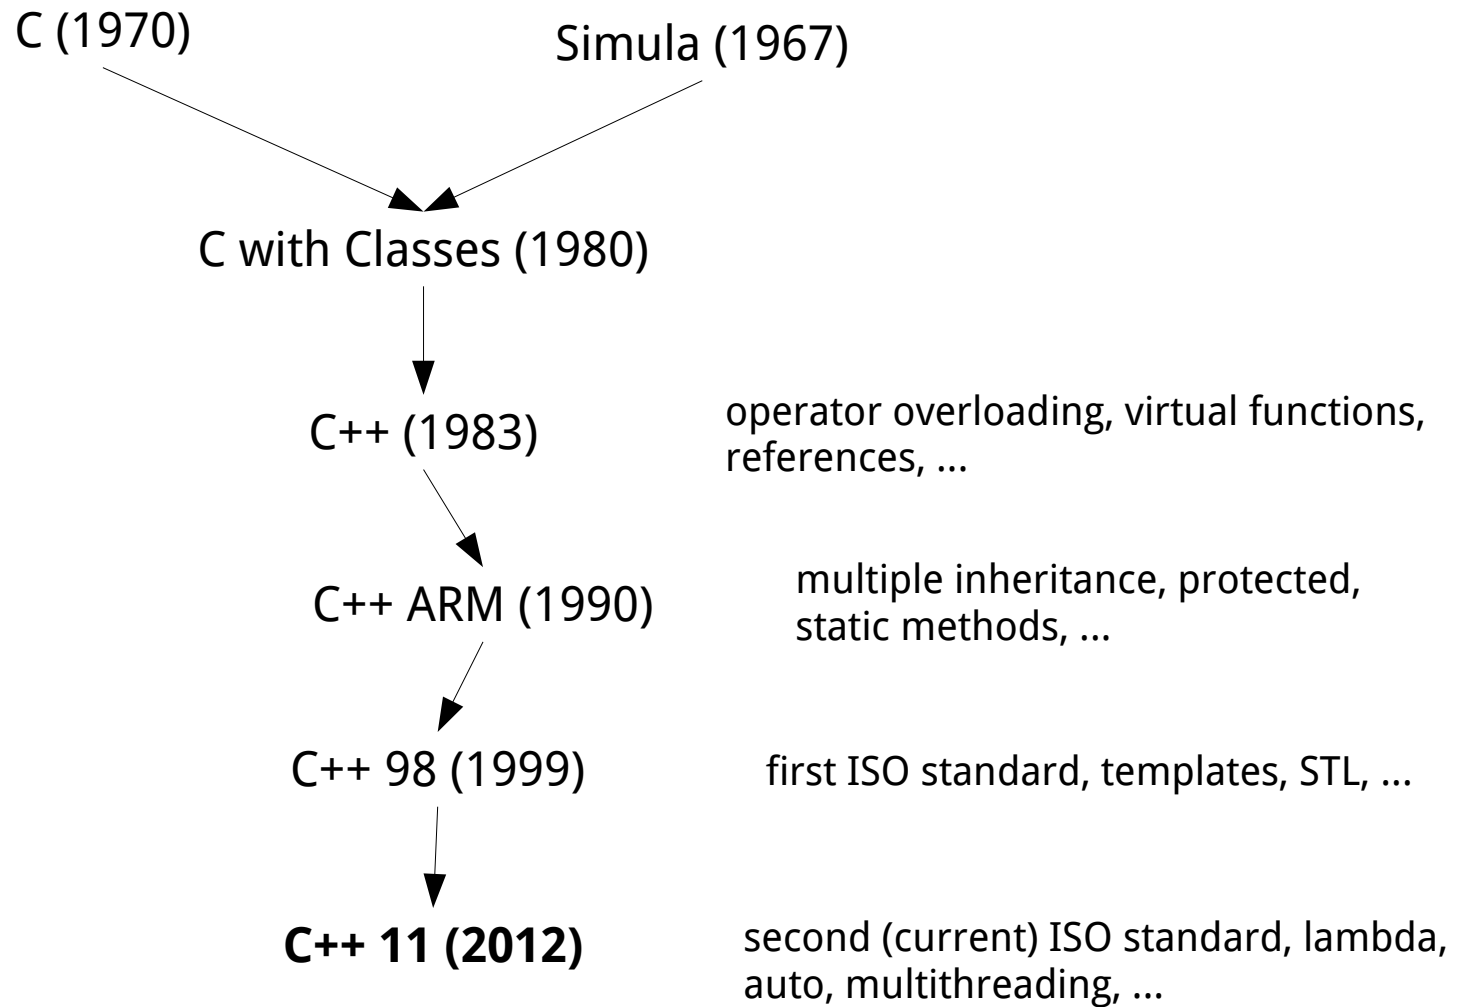 C (1970)
Simula (1967)
C with Classes (1980)
C++ (1983)
operator overloading, virtual functions,
references, ...
C++ ARM (1990)
multiple inheritance, protected,
static methods, ...
C++ 98 (1999)
first ISO standard, templates, STL, ...
C++ 11 (2012)
second (current) ISO standard, lambda,
auto, multithreading, ...